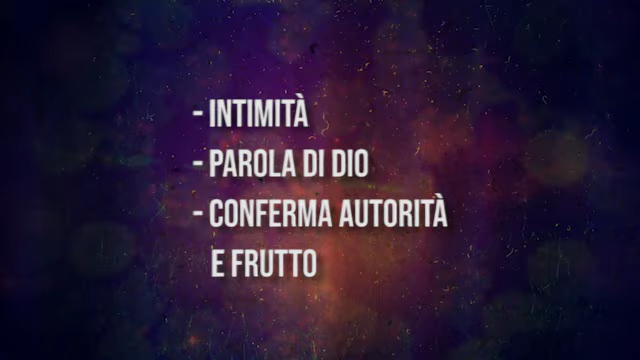 - INTIMITÀ
- PAROLA DI DIO
- CONFERMA AUTORITÀ
E FRUTTO